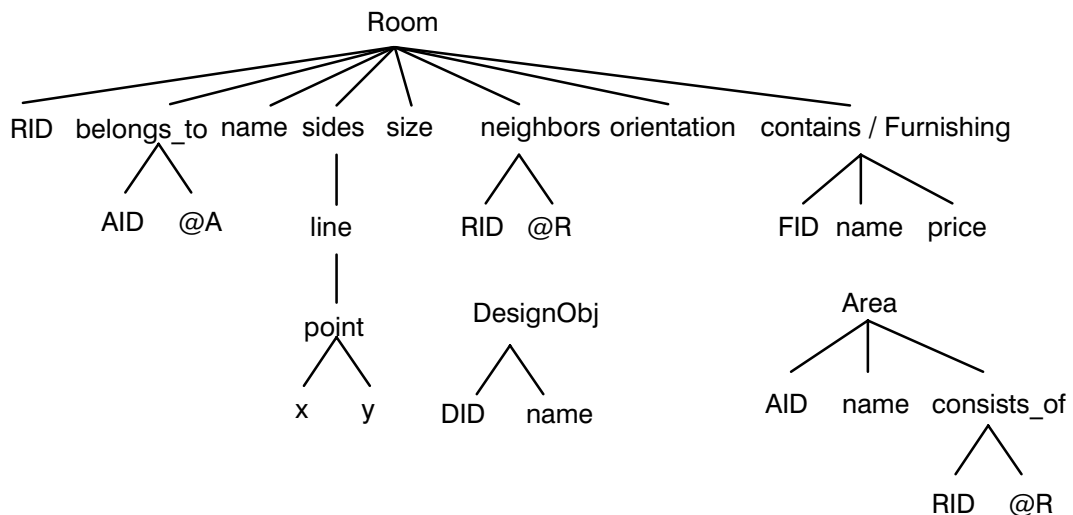 Room
RID belongs_to name sides size neighbors orientation contains / Furnishing
AID @A line RID @R FID name price
Area
DesignObj
point
x y DID name AID name consists_of
RID @R